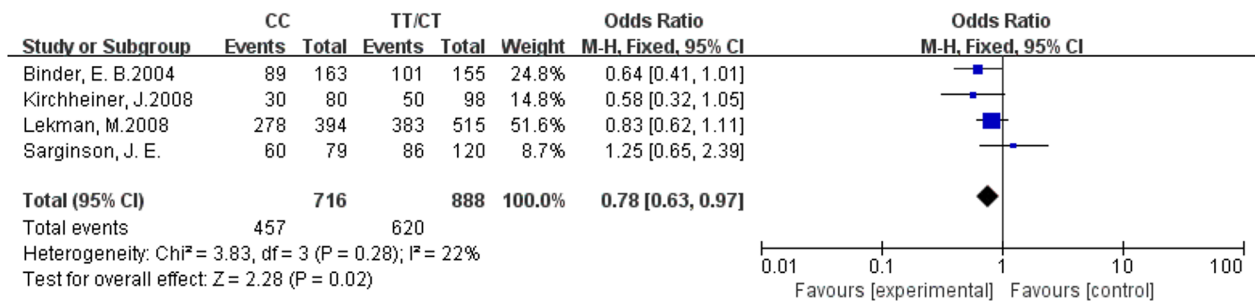 CC TT/CT Odds Ratio Odds Ratio
Study or Subgroup Events Total Events Total Weight M-H, Fixed, 95% CI M-H, Fixed, 95% CI
Binder, E. B.2004 89 163 101 155 24.8% 0.64 [0.41, 1.01]
Kirchheiner, J.2008 30 80 50 98 14.8% 0.58 [0.32, 1.05]
Lekman, M.2008 278 394 383 515 51.6% 0.83 [0.62, 1.11]
Sarginson, J. E. 60 79 86 120 8.7% 1.25 [0.65, 2.39]
Total (95% CI) 716 888 100.0% 0.78 [0.63, 0.97]
Total events 457 620
Heterogeneity: Chi² = 3.83, df = 3 (P = 0.28); I² = 22%
Test for overall effect: Z = 2.28 (P = 0.02)
0.01 0.1 1 10 100
Favours [experimental] Favours [control]